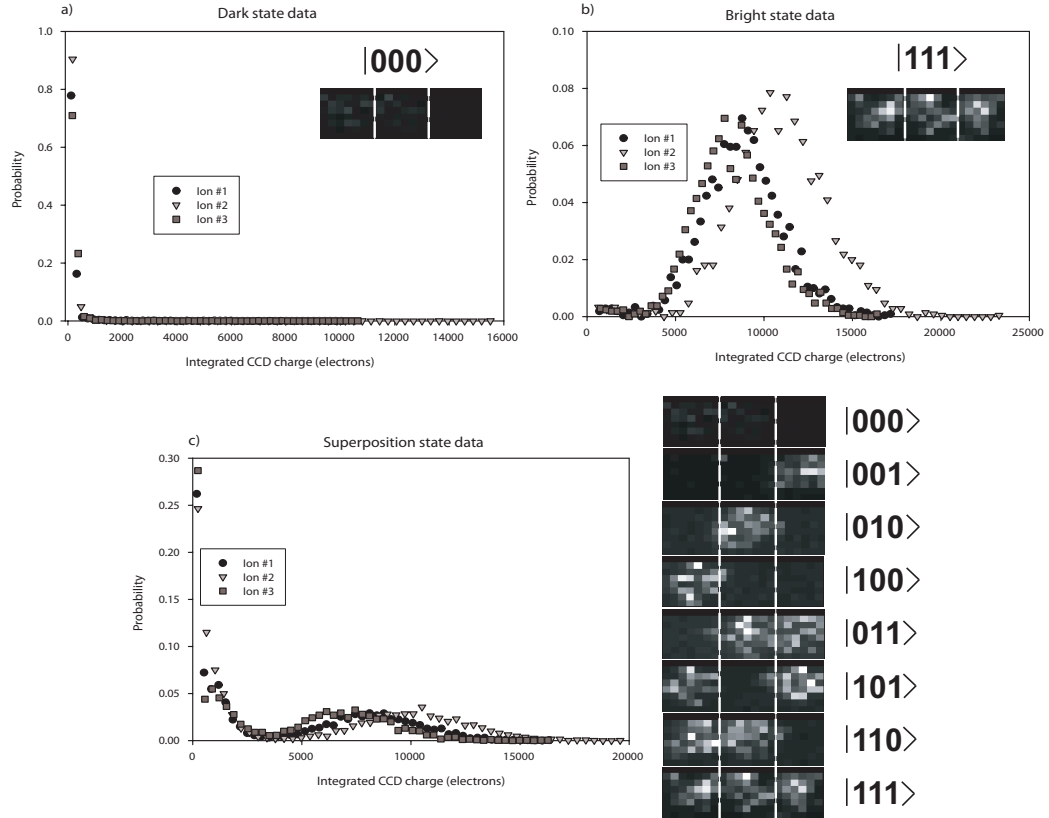 a)
Dark state data
1.0
0.8
0.6
0.4
0.2
0.0
Probability
|000>
Ion #1
Ion #2
Ion #3
0 2000 4000 6000 8000 10000 12000 14000 16000
Integrated CCD charge (electrons)
b)
Bright state data
0.10
0.08
0.06
0.04
0.02
0.00
Probability
|111>
Ion #1
Ion #2
Ion #3
0 5000 10000 15000 20000 25000
Integrated CCD charge (electrons)
c)
Superposition state data
0.30
0.25
0.20
0.15
0.10
0.05
0.00
Probability
Ion #1
Ion #2
Ion #3
0 5000 10000 15000 20000
Integrated CCD charge (electrons)
|000>
|001>
|010>
|100>
|011>
|101>
|110>
|111>